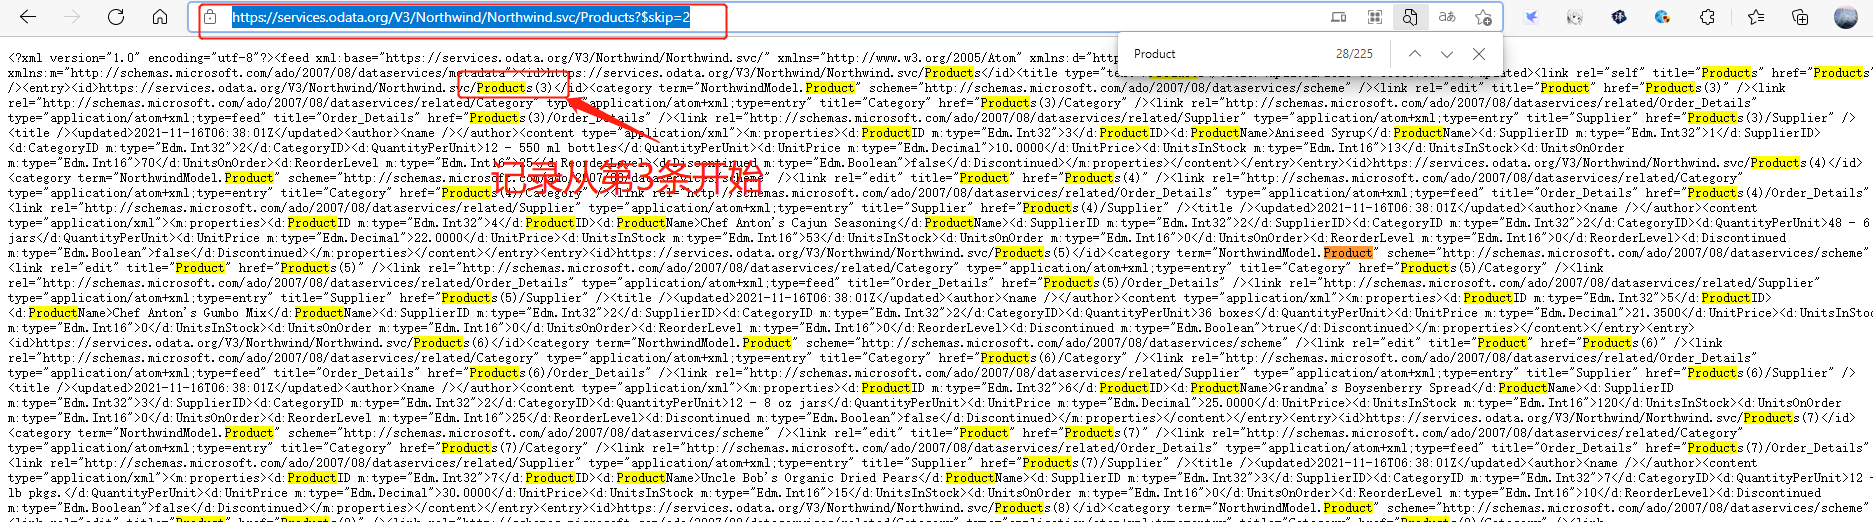 https://services.odata.org/V3/Northwind/Northwind.svc/Products?$skip=2
Product
28/225
<?xml version="1.0" encoding="utf-8"?><feed xml:base="https://services.odata.org/V3/Northwind/Northwind.svc/" xmlns="http://www.w3.org/2005/Atom" xmlns:d="http:
xmlns:m="http://schemas.microsoft.com/ado/2007/08/dataservices/metadata"><id>https://services.odata.org/V3/Northwind/Northwind.svc/Products</id><title type="te updated><link rel="self" title="Products" href="Products"
/><entry><id>https://services.odata.org/V3/Northwind/Northwind.svc/Products(3)</id><category term="NorthwindModel.Product" scheme="http://schemas.microsoft.com/ado/2007/08/dataservices/scheme" /><link rel="edit" title="Product" href="Products(3)" /><link
rel="http://schemas.microsoft.com/ado/2007/08/dataservices/related/Category" type="application/atom+xml;type=entry" title="Category" href="Products(3)/Category" /><link rel="http://schemas.microsoft.com/ado/2007/08/dataservices/related/Order_Details"
type="application/atom+xml;type=feed" title="Order_Details" href="Products(3)/Order_Details" /><link rel="http://schemas.microsoft.com/ado/2007/08/dataservices/related/Supplier" type="application/atom+xml;type=entry" title="Supplier" href="Products(3)/Supplier" />
<title /><updated>2021-11-16T06:38:01Z</updated><author><name /></author><content type="application/xml"><m:properties><d:ProductID m:type="Edm.Int32">3</d:ProductID><d:ProductName>Aniseed Syrup</d:ProductName><d:SupplierID m:type="Edm.Int32">1</d:SupplierID>
<d:CategoryID m:type="Edm.Int32">2</d:CategoryID><d:QuantityPerUnit>12 - 550 ml bottles</d:QuantityPerUnit><d:UnitPrice m:type="Edm.Decimal">10.0000</d:UnitPrice><d:UnitsInStock m:type="Edm.Int16">13</d:UnitsInStock><d:UnitsOnOrder
m:type="Edm.Int16">70</d:UnitsOnOrder><d:ReorderLevel m:type="Edm.Int16">25</d:ReorderLevel><d:Discontinued m:type="Edm.Boolean">false</d:Discontinued></m:properties></content></entry><entry><id>https://services.odata.org/V3/Northwind/Northwind.svc/Products(4)</id>
记录从第3条开始
<category term="NorthwindModel.Product" scheme="http://schemas.microsoft.com/ado/2007/08/dataservices/scheme" /><link rel="edit" title="Product" href="Products(4)" /><link rel="http://schemas.microsoft.com/ado/2007/08/dataservices/related/Category"
type="application/atom+xml;type=entry" title="Category" href="Products(4)/Category" /><link rel="http://schemas.microsoft.com/ado/2007/08/dataservices/related/Order_Details" type="application/atom+xml;type=feed" title="Order_Details" href="Products(4)/Order_Details"
<link rel="http://schemas.microsoft.com/ado/2007/08/dataservices/related/Supplier" type="application/atom+xml;type=entry" title="Supplier" href="Products(4)/Supplier" /><title /><updated>2021-11-16T06:38:01Z</updated><author><name /></author><content
type="application/xml"><m:properties><d:ProductID m:type="Edm.Int32">4</d:ProductID><d:ProductName>Chef Anton's Cajun Seasoning</d:ProductName><d:SupplierID m:type="Edm.Int32">2</d:SupplierID><d:CategoryID m:type="Edm.Int32">2</d:CategoryID><d:QuantityPerUnit>48 - 6
jars</d:QuantityPerUnit><d:UnitPrice m:type="Edm.Decimal">22.0000</d:UnitPrice><d:UnitsInStock m:type="Edm.Int16">53</d:UnitsInStock><d:UnitsOnOrder m:type="Edm.Int16">0</d:UnitsOnOrder><d:ReorderLevel m:type="Edm.Int16">0</d:ReorderLevel><d:Discontinued
m:type="Edm.Boolean">false</d:Discontinued></m:properties></content></entry><entry><id>https://services.odata.org/V3/Northwind/Northwind.svc/Products(5)</id><category term="NorthwindModel.Product" scheme="http://schemas.microsoft.com/ado/2007/08/dataservices/scheme"
<link rel="edit" title="Product" href="Products(5)" /><link rel="http://schemas.microsoft.com/ado/2007/08/dataservices/related/Category" type="application/atom+xml;type=entry" title="Category" href="Products(5)/Category" /><link
rel="http://schemas.microsoft.com/ado/2007/08/dataservices/related/Order_Details" type="application/atom+xml;type=feed" title="Order_Details" href="Products(5)/Order_Details" /><link rel="http://schemas.microsoft.com/ado/2007/08/dataservices/related/Supplier"
type="application/atom+xml;type=entry" title="Supplier" href="Products(5)/Supplier" /><title /><updated>2021-11-16T06:38:01Z</updated><author><name /></author><content type="application/xml"><m:properties><d:ProductID m:type="Edm.Int32">5</d:ProductID>
<d:ProductName>Chef Anton's Gumbo Mix</d:ProductName><d:SupplierID m:type="Edm.Int32">2</d:SupplierID><d:CategoryID m:type="Edm.Int32">2</d:CategoryID><d:QuantityPerUnit>36 boxes</d:QuantityPerUnit><d:UnitPrice m:type="Edm.Decimal">21.3500</d:UnitPrice><d:UnitsInStoc
m:type="Edm.Int16">0</d:UnitsInStock><d:UnitsOnOrder m:type="Edm.Int16">0</d:UnitsOnOrder><d:ReorderLevel m:type="Edm.Int16">0</d:ReorderLevel><d:Discontinued m:type="Edm.Boolean">true</d:Discontinued></m:properties></content></entry><entry>
<id>https://services.odata.org/V3/Northwind/Northwind.svc/Products(6)</id><category term="NorthwindModel.Product" scheme="http://schemas.microsoft.com/ado/2007/08/dataservices/scheme" /><link rel="edit" title="Product" href="Products(6)" /><link
rel="http://schemas.microsoft.com/ado/2007/08/dataservices/related/Category" type="application/atom+xml;type=entry" title="Category" href="Products(6)/Category" /><link rel="http://schemas.microsoft.com/ado/2007/08/dataservices/related/Order_Details"
type="application/atom+xml;type=feed" title="Order_Details" href="Products(6)/Order_Details" /><link rel="http://schemas.microsoft.com/ado/2007/08/dataservices/related/Supplier" type="application/atom+xml;type=entry" title="Supplier" href="Products(6)/Supplier" />
<title /><updated>2021-11-16T06:38:01Z</updated><author><name /></author><content type="application/xml"><m:properties><d:ProductID m:type="Edm.Int32">6</d:ProductID><d:ProductName>Grandma's Boysenberry Spread</d:ProductName><d:SupplierID
m:type="Edm.Int32">3</d:SupplierID><d:CategoryID m:type="Edm.Int32">2</d:CategoryID><d:QuantityPerUnit>12 - 8 oz jars</d:QuantityPerUnit><d:UnitPrice m:type="Edm.Decimal">25.0000</d:UnitPrice><d:UnitsInStock m:type="Edm.Int16">120</d:UnitsInStock><d:UnitsOnOrder
m:type="Edm.Int16">0</d:UnitsOnOrder><d:ReorderLevel m:type="Edm.Int16">25</d:ReorderLevel><d:Discontinued m:type="Edm.Boolean">false</d:Discontinued></m:properties></content></entry><entry><id>https://services.odata.org/V3/Northwind/Northwind.svc/Products(7)</id>
<category term="NorthwindModel.Product" scheme="http://schemas.microsoft.com/ado/2007/08/dataservices/scheme" /><link rel="edit" title="Product" href="Products(7)" /><link rel="http://schemas.microsoft.com/ado/2007/08/dataservices/related/Category"
type="application/atom+xml;type=entry" title="Category" href="Products(7)/Category" /><link rel="http://schemas.microsoft.com/ado/2007/08/dataservices/related/Order_Details" type="application/atom+xml;type=feed" title="Order_Details" href="Products(7)/Order_Details"
<link rel="http://schemas.microsoft.com/ado/2007/08/dataservices/related/Supplier" type="application/atom+xml;type=entry" title="Supplier" href="Products(7)/Supplier" /><title /><updated>2021-11-16T06:38:01Z</updated><author><name /></author><content
type="application/xml"><m:properties><d:ProductID m:type="Edm.Int32">7</d:ProductID><d:ProductName>Uncle Bob's Organic Dried Pears</d:ProductName><d:SupplierID m:type="Edm.Int32">3</d:SupplierID><d:CategoryID m:type="Edm.Int32">7</d:CategoryID><d:QuantityPerUnit>12 -
lb pkgs.</d:QuantityPerUnit><d:UnitPrice m:type="Edm.Decimal">30.0000</d:UnitPrice><d:UnitsInStock m:type="Edm.Int16">15</d:UnitsInStock><d:UnitsOnOrder m:type="Edm.Int16">0</d:UnitsOnOrder><d:ReorderLevel m:type="Edm.Int16">10</d:ReorderLevel><d:Discontinued
m:type="Edm.Boolean">false</d:Discontinued></m:properties></content></entry><entry><id>https://services.odata.org/V3/Northwind/Northwind.svc/Products(8)</id><category term="NorthwindModel.Product" scheme="http://schemas.microsoft.com/ado/2007/08/dataservices/scheme"